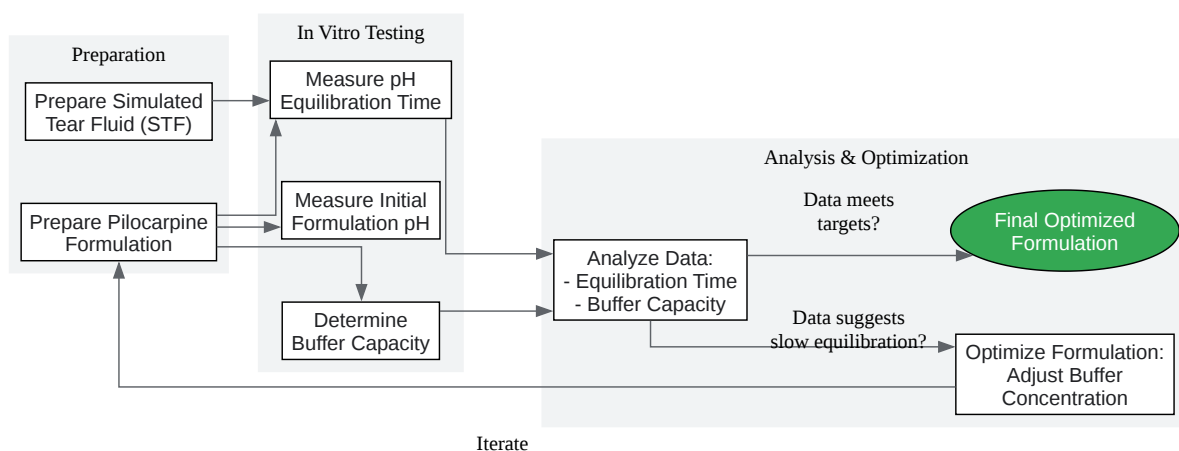 Preparation
Prepare Simulated
Tear Fluid (STF)
Prepare Pilocarpine
Formulation
In Vitro Testing
Measure pH
Equilibration Time
Measure Initial
Formulation pH
Determine
Buffer Capacity
Analysis & Optimization
Analyze Data:
- Equilibration Time
- Buffer Capacity
Data meets
targets?
Final Optimized
Formulation
Data suggests
slow equilibration?
Optimize Formulation:
Adjust Buffer
Concentration
Iterate